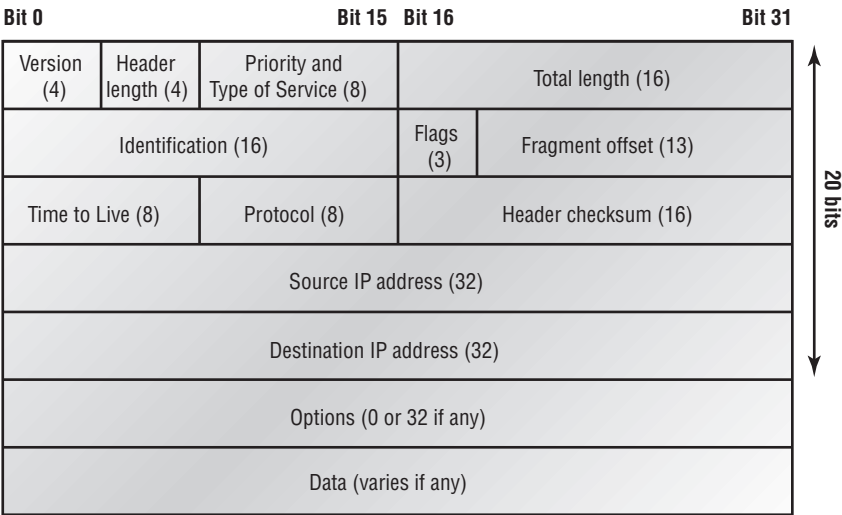 Bit 0 Bit 15 Bit 16 Bit 31
Version
(4)
Header
length (4)
Priority and
Type of Service (8)
Total length (16)
Identification (16)
Flags
(3)
Fragment offset (13)
Time to Live (8)
Protocol (8)
Header checksum (16)
Source IP address (32)
Destination IP address (32)
Options (0 or 32 if any)
Data (varies if any)
20 bits